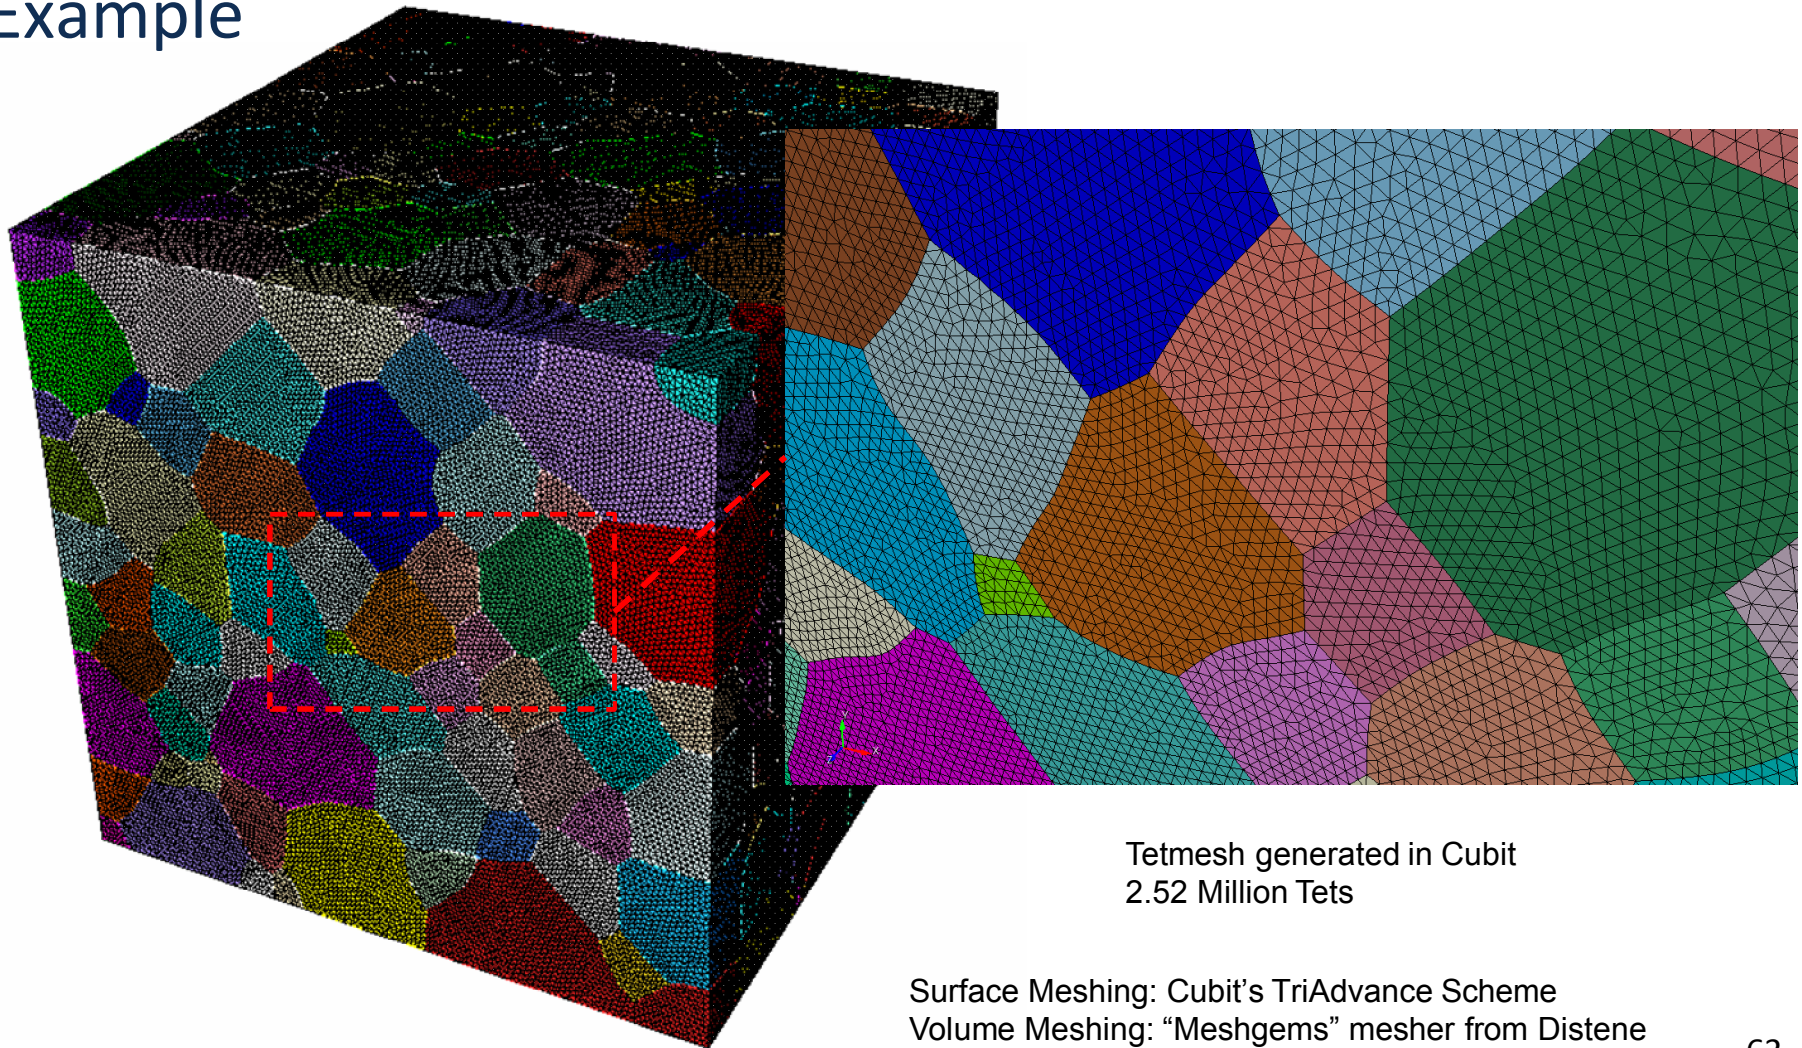 Example
Y
X
Z
Tetmesh generated in Cubit
2.52 Million Tets
Surface Meshing: Cubit’s TriAdvance Scheme
Volume Meshing: “Meshgems” mesher from Distene